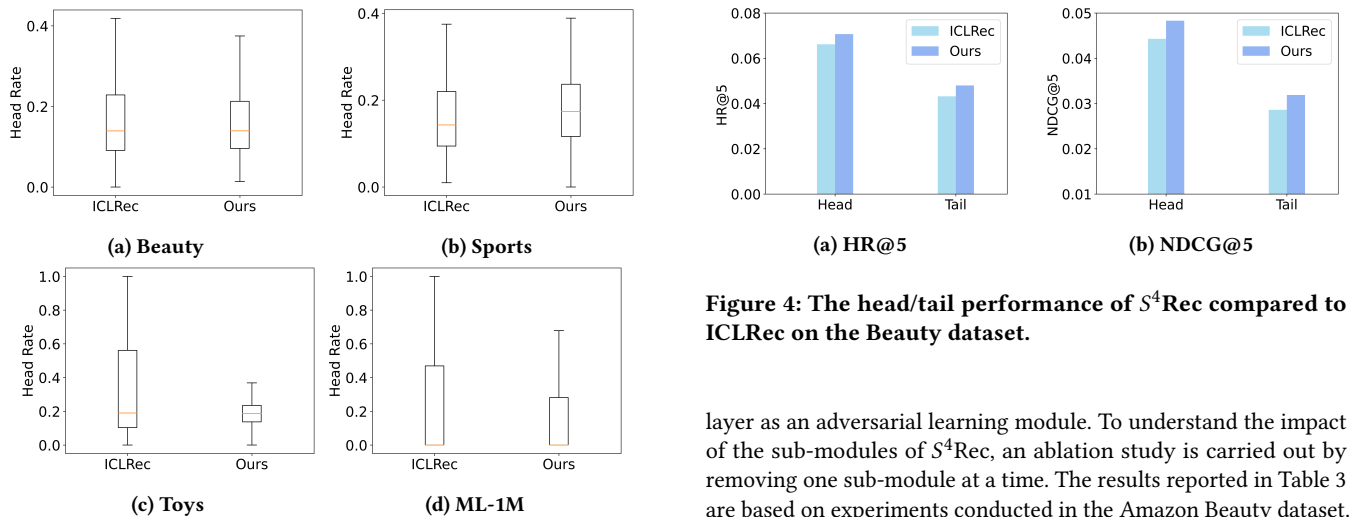 0.4
0.2
0.0
Head Rate
ICLRec
Ours
(a) Beauty
0.4
0.2
0.0
Head Rate
ICLRec
Ours
(b) Sports
1.0
0.8
0.6
0.4
0.2
0.0
Head Rate
ICLRec
Ours
(c) Toys
1.0
0.8
0.6
0.4
0.2
0.0
Head Rate
ICLRec
Ours
(d) ML-1M
0.08
0.06
0.04
0.02
0.00
HR@5
ICLRec
Ours
Head
Tail
(a) HR@5
0.05
0.04
0.03
0.02
0.01
NDCG@5
ICLRec
Ours
Head
Tail
(b) NDCG@5
Figure 4: The head/tail performance of S⁴Rec compared to
ICLRec on the Beauty dataset.
layer as an adversarial learning module. To understand the impact
of the sub-modules of S⁴Rec, an ablation study is carried out by
removing one sub-module at a time. The results reported in Table 3
are based on experiments conducted in the Amazon Beauty dataset.